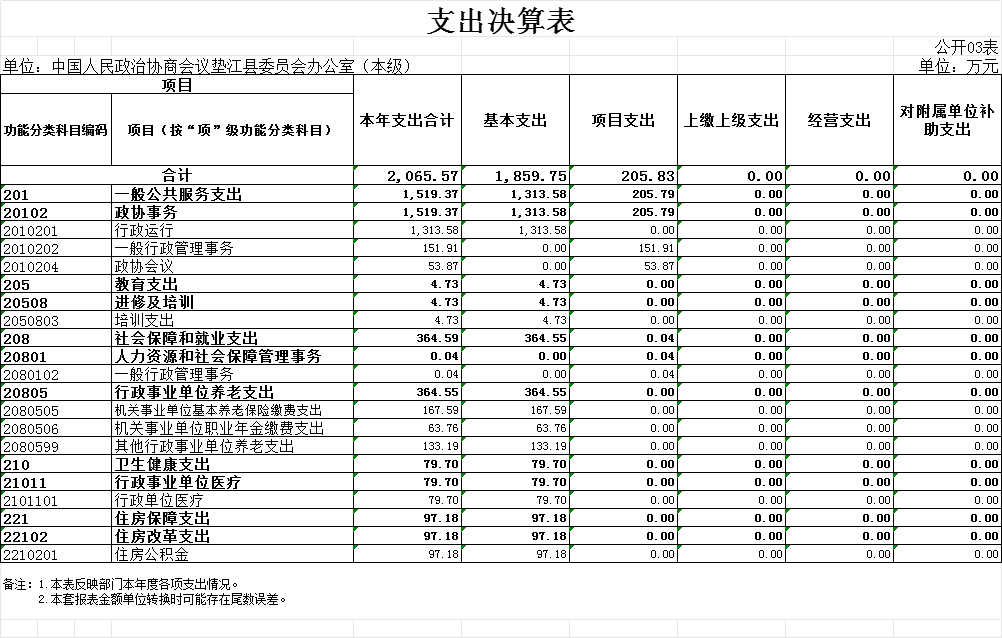 支出决算表
公开03表
单位：中国人民政治协商会议垫江县委员会办公室（本级） 单位：万元
项目 本年支出合计 基本支出 项目支出 上缴上级支出 经营支出 对附属单位补助支出
功能分类科目编码 项目（按“项”级功能分类科目）
合计 2,065.57 1,859.75 205.83 0.00 0.00 0.00
201 一般公共服务支出 1,519.37 1,313.58 205.79 0.00 0.00 0.00
20102 政协事务 1,519.37 1,313.58 205.79 0.00 0.00 0.00
2010201 行政运行 1,313.58 1,313.58 0.00 0.00 0.00 0.00
2010202 一般行政管理事务 151.91 0.00 151.91 0.00 0.00 0.00
2010204 政协会议 53.87 0.00 53.87 0.00 0.00 0.00
205 教育支出 4.73 4.73 0.00 0.00 0.00 0.00
20508 进修及培训 4.73 4.73 0.00 0.00 0.00 0.00
2050803 培训支出 4.73 4.73 0.00 0.00 0.00 0.00
208 社会保障和就业支出 364.59 364.55 0.04 0.00 0.00 0.00
20801 人力资源和社会保障管理事务 0.04 0.00 0.04 0.00 0.00 0.00
2080102 一般行政管理事务 0.04 0.00 0.04 0.00 0.00 0.00
20805 行政事业单位养老支出 364.55 364.55 0.00 0.00 0.00 0.00
2080505 机关事业单位基本养老保险缴费支出 167.59 167.59 0.00 0.00 0.00 0.00
2080506 机关事业单位职业年金缴费支出 63.76 63.76 0.00 0.00 0.00 0.00
2080599 其他行政事业单位养老支出 133.19 133.19 0.00 0.00 0.00 0.00
210 卫生健康支出 79.70 79.70 0.00 0.00 0.00 0.00
21011 行政事业单位医疗 79.70 79.70 0.00 0.00 0.00 0.00
2101101 行政单位医疗 79.70 79.70 0.00 0.00 0.00 0.00
221 住房保障支出 97.18 97.18 0.00 0.00 0.00 0.00
22102 住房改革支出 97.18 97.18 0.00 0.00 0.00 0.00
2210201 住房公积金 97.18 97.18 0.00 0.00 0.00 0.00
备注：1.本表反映部门本年度各项支出情况。
2.本套报表金额单位转换时可能存在尾数误差。